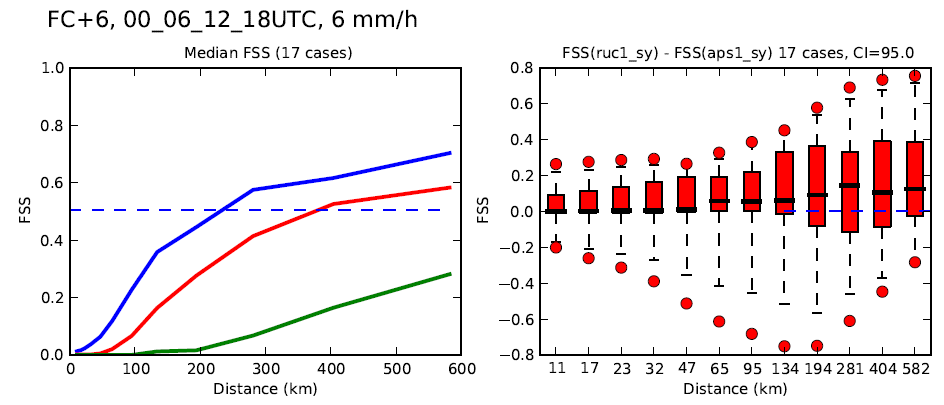 FC+6, 00_06_12_18UTC, 6 mm/h
Median FSS (17 cases)
1.0
0.8
0.6
0.4
0.2
0.0
FSS
0 100 200 300 400 500 600
Distance (km)
FSS(ruc1_sy) - FSS(aps1_sy) 17 cases, CI=95.0
0.8
0.6
0.4
0.2
0.0
−0.2
−0.4
−0.6
−0.8
FSS
11 17 23 32 47 65 95 134 194 281 404 582
Distance (km)